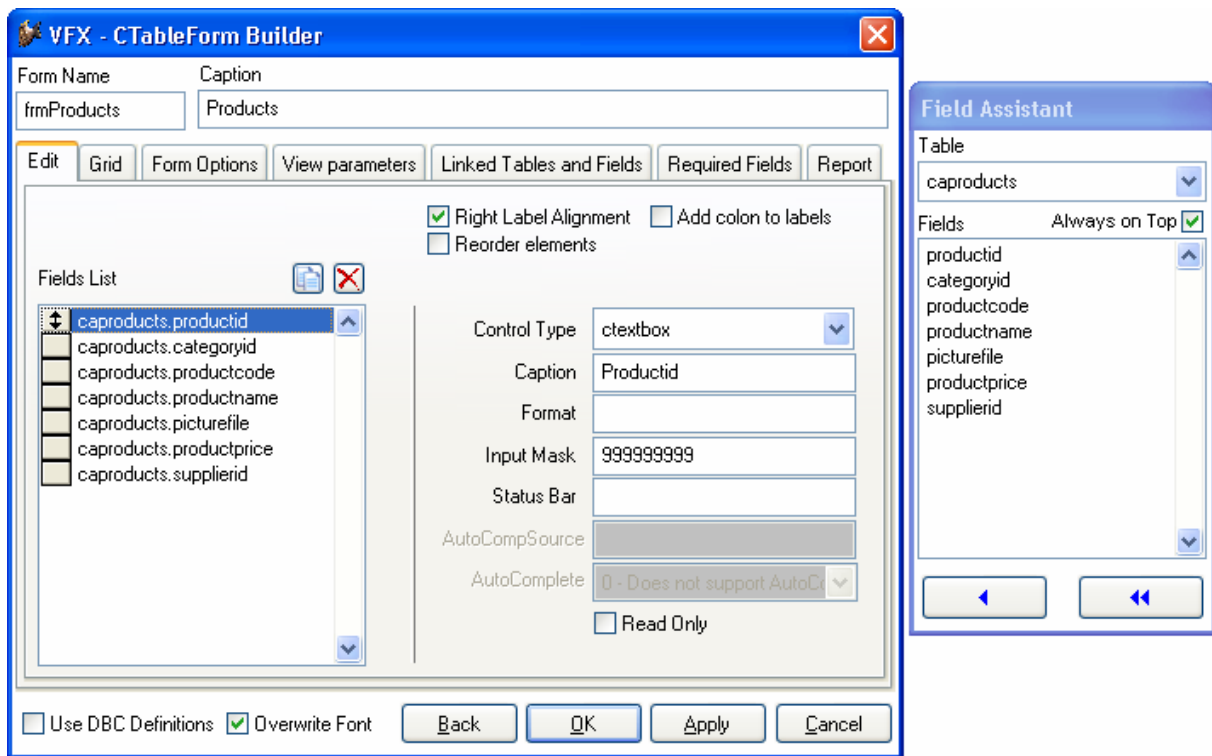 VFX - CTableForm Builder
Form Name
Caption
frmProducts
Products
Edit
Grid
Form Options
View parameters
Linked Tables and Fields
Required Fields
Report
Right Label Alignment
Add colon to labels
Reorder elements
Fields List
caproducts.productid
caproducts.categoryid
caproducts.productcode
caproducts.productname
caproducts.picturefile
caproducts.productprice
caproducts.supplierid
Control Type
ctextbox
Caption
Productid
Format
Input Mask
999999999
Status Bar
AutoCompSource
AutoComplete
0 - Does not support AutoCo
Read Only
Use DBC Definitions
Overwrite Font
Back
OK
Apply
Cancel
Field Assistant
Table
caproducts
Fields
Always on Top
productid
categoryid
productcode
productname
picturefile
productprice
supplierid